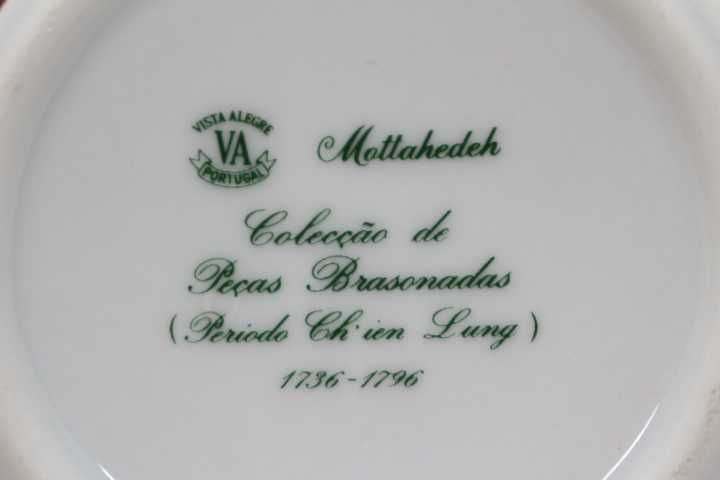 VISTA ALEGRE
VA
PORTUGAL
Mottahedeh
Colecção de
Peças Brasonadas
(Periodo Ch'ien Lung)
1736-1796